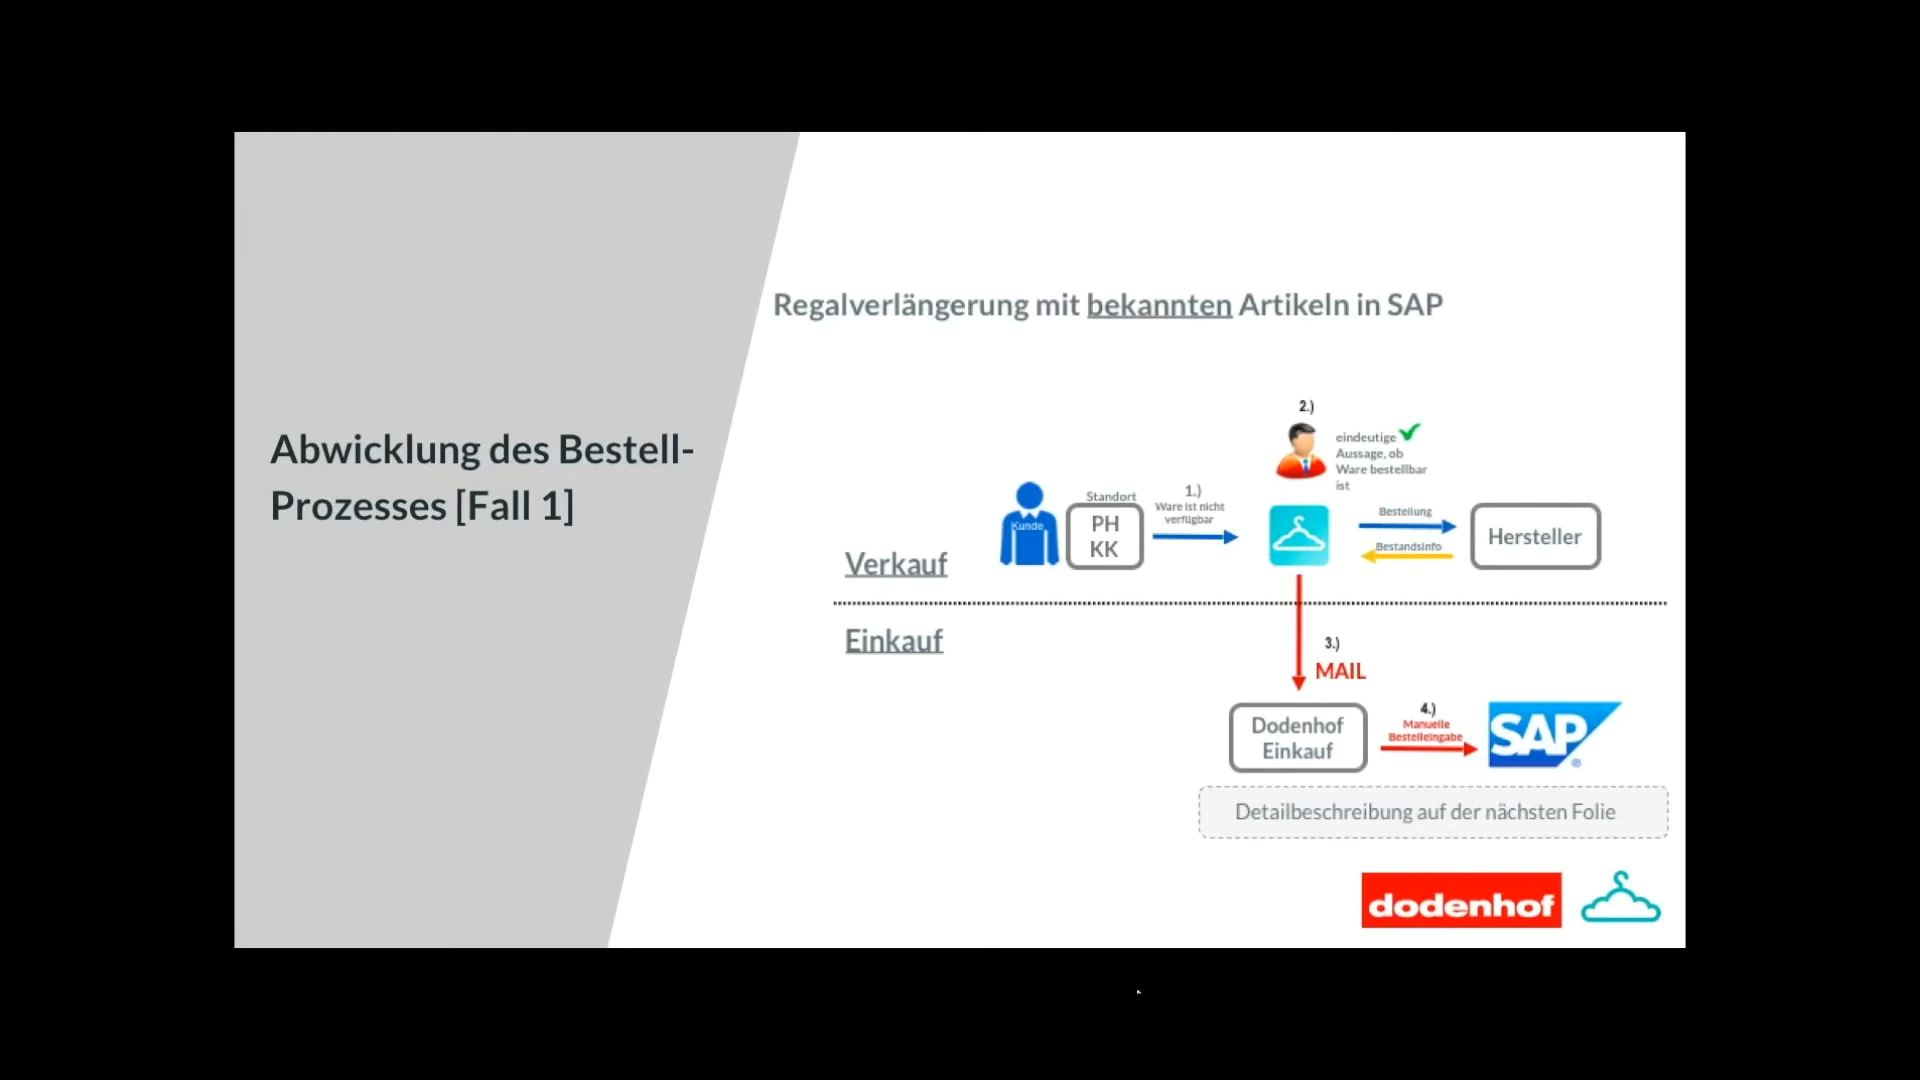 Abwicklung des Bestell-
Prozesses [Fall 1]
Regalverlängerung mit bekannten Artikeln in SAP
2.)
eindeutige
Aussage, ob
Ware bestellbar
ist
Kunde
Standort
PH
KK
1.)
Ware ist nicht
verfügbar
Bestellung
Bestandsinfo
Hersteller
Verkauf
Einkauf
3.)
MAIL
Dodenhof
Einkauf
4.)
Manuelle
Bestelleingabe
SAP
®
Detailbeschreibung auf der nächsten Folie
dodenhof